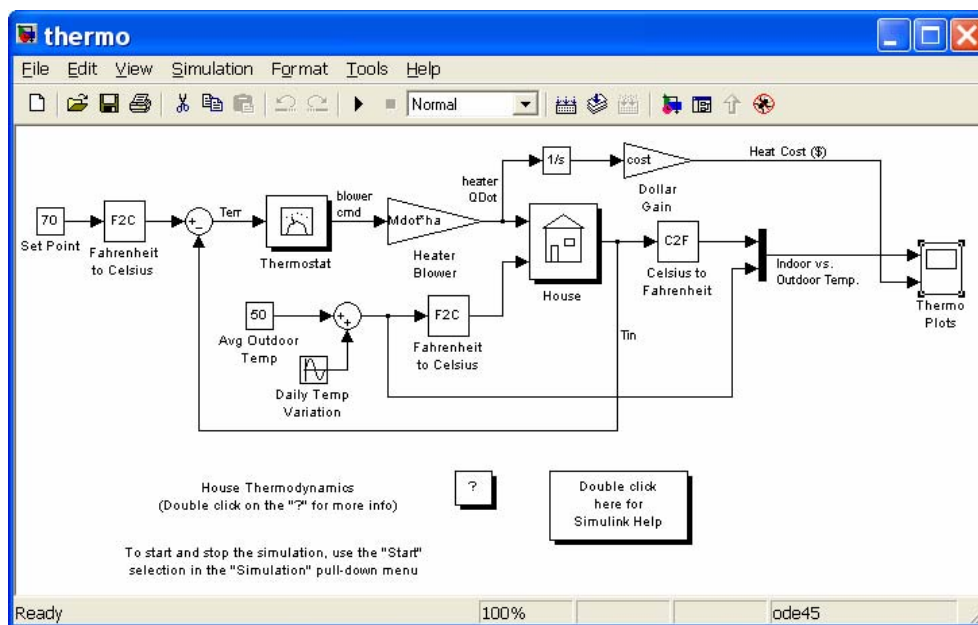 thermo
File Edit View Simulation Format Tools Help
Normal
1/s
cost
Heat Cost ($)
heater
QDot
Dollar
Gain
70
F2C
Terr
blower
cmd
Mdot*ha
Set Point
Fahrenheit
to Celsius
Thermostat
Heater
Blower
House
C2F
Celsius to
Fahrenheit
Indoor vs.
Outdoor Temp.
Thermo
Plots
50
F2C
Avg Outdoor
Temp
Fahrenheit
to Celsius
Tin
Daily Temp
Variation
House Thermodynamics
(Double click on the "?" for more info)
?
Double click
here for
Simulink Help
To start and stop the simulation, use the "Start"
selection in the "Simulation" pull-down menu
Ready 100% ode45